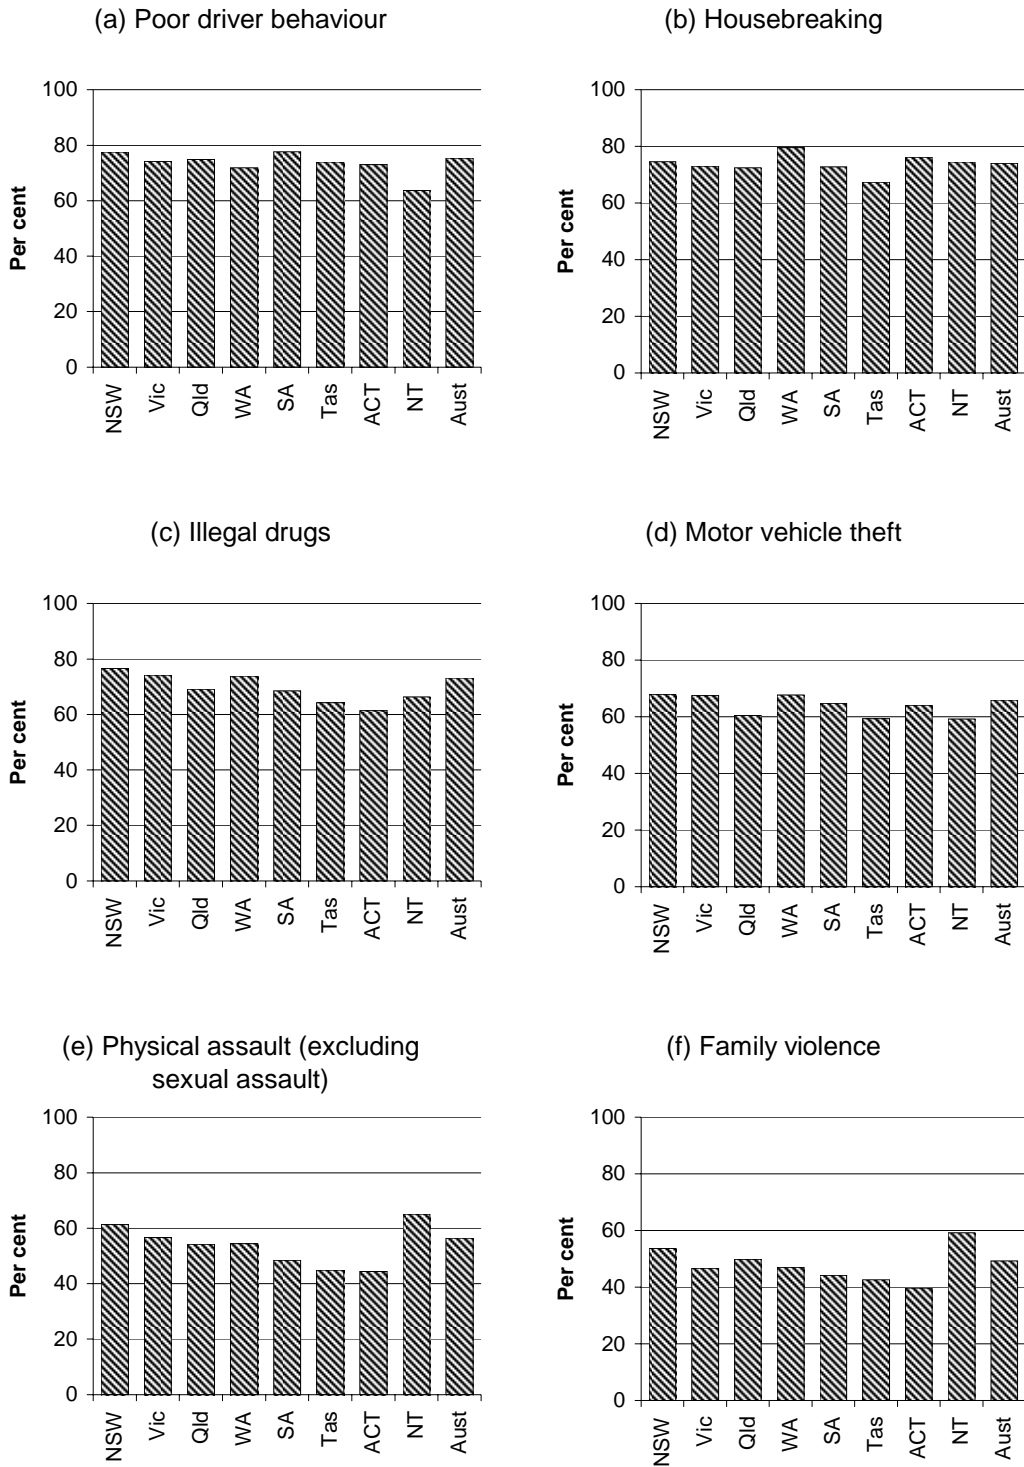 (a) Poor driver behaviour
100
80
60
40
20
0
Per cent
NSW
Vic
Qld
WA
SA
Tas
ACT
NT
Aust
(b) Housebreaking
100
80
60
40
20
0
Per cent
NSW
Vic
Qld
WA
SA
Tas
ACT
NT
Aust
(c) Illegal drugs
100
80
60
40
20
0
Per cent
NSW
Vic
Qld
WA
SA
Tas
ACT
NT
Aust
(d) Motor vehicle theft
100
80
60
40
20
0
Per cent
NSW
Vic
Qld
WA
SA
Tas
ACT
NT
Aust
(e) Physical assault (excluding
sexual assault)
100
80
60
40
20
0
Per cent
NSW
Vic
Qld
WA
SA
Tas
ACT
NT
Aust
(f) Family violence
100
80
60
40
20
0
Per cent
NSW
Vic
Qld
WA
SA
Tas
ACT
NT
Aust